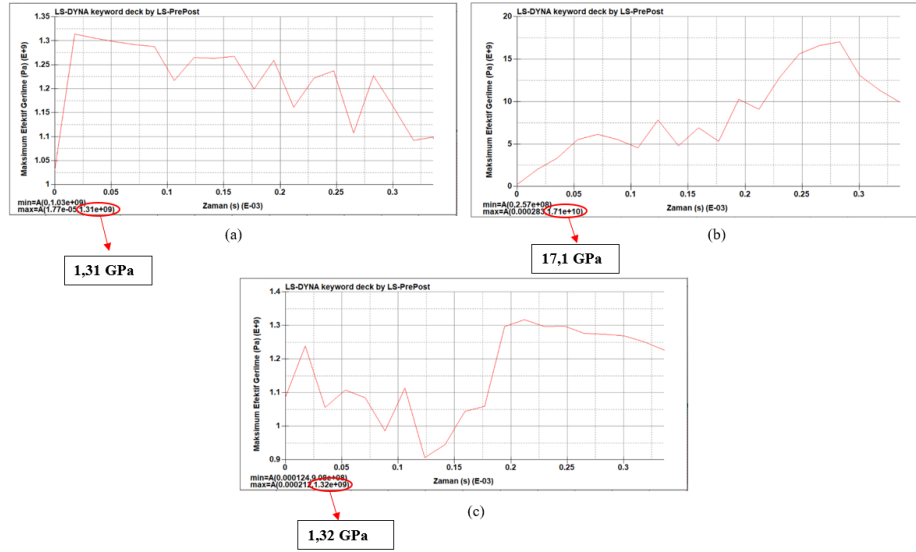 LS-DYNA keyword deck by LS-PrePost
Maksimum Efektif Gerilme (Pa) (E+9)
1.35
1.3
1.25
1.2
1.15
1.1
1.05
1
0
0.05
0.1
0.15
0.2
0.25
0.3
min=A(0,1.03e+09)
max=A(1.77e-05,1.31e+09)
Zaman (s) (E-03)
(a)
1,31 GPa
LS-DYNA keyword deck by LS-PrePost
Maksimum Efektif Gerilme (Pa) (E+9)
20
15
10
5
0
0
0.05
0.1
0.15
0.2
0.25
0.3
min=A(0,2.57e+08)
max=A(0.000283,1.71e+10)
Zaman (s) (E-03)
(b)
17,1 GPa
LS-DYNA keyword deck by LS-PrePost
Maksimum Efektif Gerilme (Pa) (E+9)
1.4
1.3
1.2
1.1
1
0.9
0
0.05
0.1
0.15
0.2
0.25
0.3
min=A(0.000124,9.08e+08)
max=A(0.000212,1.32e+09)
Zaman (s) (E-03)
(c)
1,32 GPa